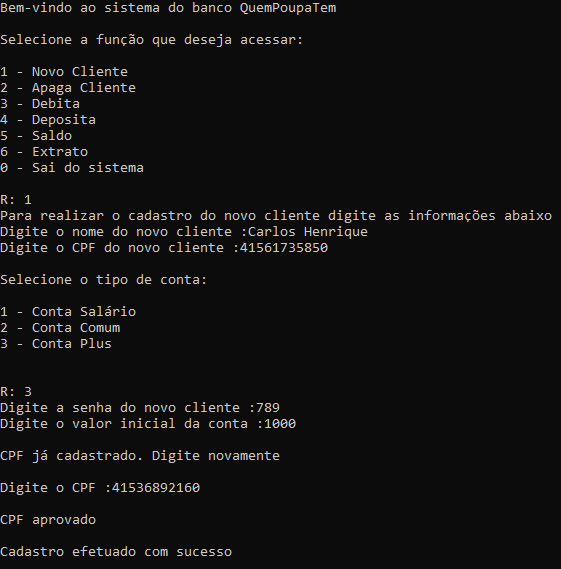 Bem-vindo ao sistema do banco QuemPoupaTem
Selecione a função que deseja acessar:
1 - Novo Cliente
2 - Apaga Cliente
3 - Debita
4 - Deposita
5 - Saldo
6 - Extrato
0 - Sai do sistema
R: 1
Para realizar o cadastro do novo cliente digite as informações abaixo
Digite o nome do novo cliente :Carlos Henrique
Digite o CPF do novo cliente :41561735850
Selecione o tipo de conta:
1 - Conta Salário
2 - Conta Comum
3 - Conta Plus
R: 3
Digite a senha do novo cliente :789
Digite o valor inicial da conta :1000
CPF já cadastrado. Digite novamente
Digite o CPF :41536892160
CPF aprovado
Cadastro efetuado com sucesso